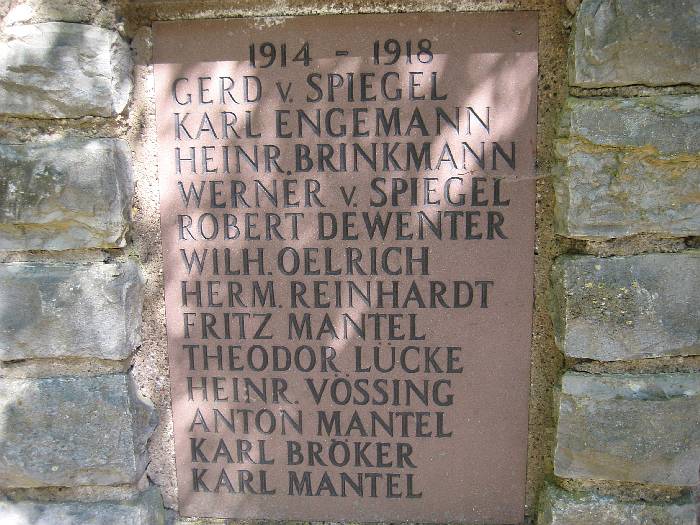 1914 - 1918
GERD v. SPIEGEL
KARL ENGEMANN
HEINR. BRINKMANN
WERNER v. SPIEGEL
ROBERT DEWENTER
WILH. OELRICH
HERM. REINHARDT
FRITZ MANTEL
THEODOR LÜCKE
HEINR. VÖSSING
ANTON MANTEL
KARL BRÖKER
KARL MANTEL